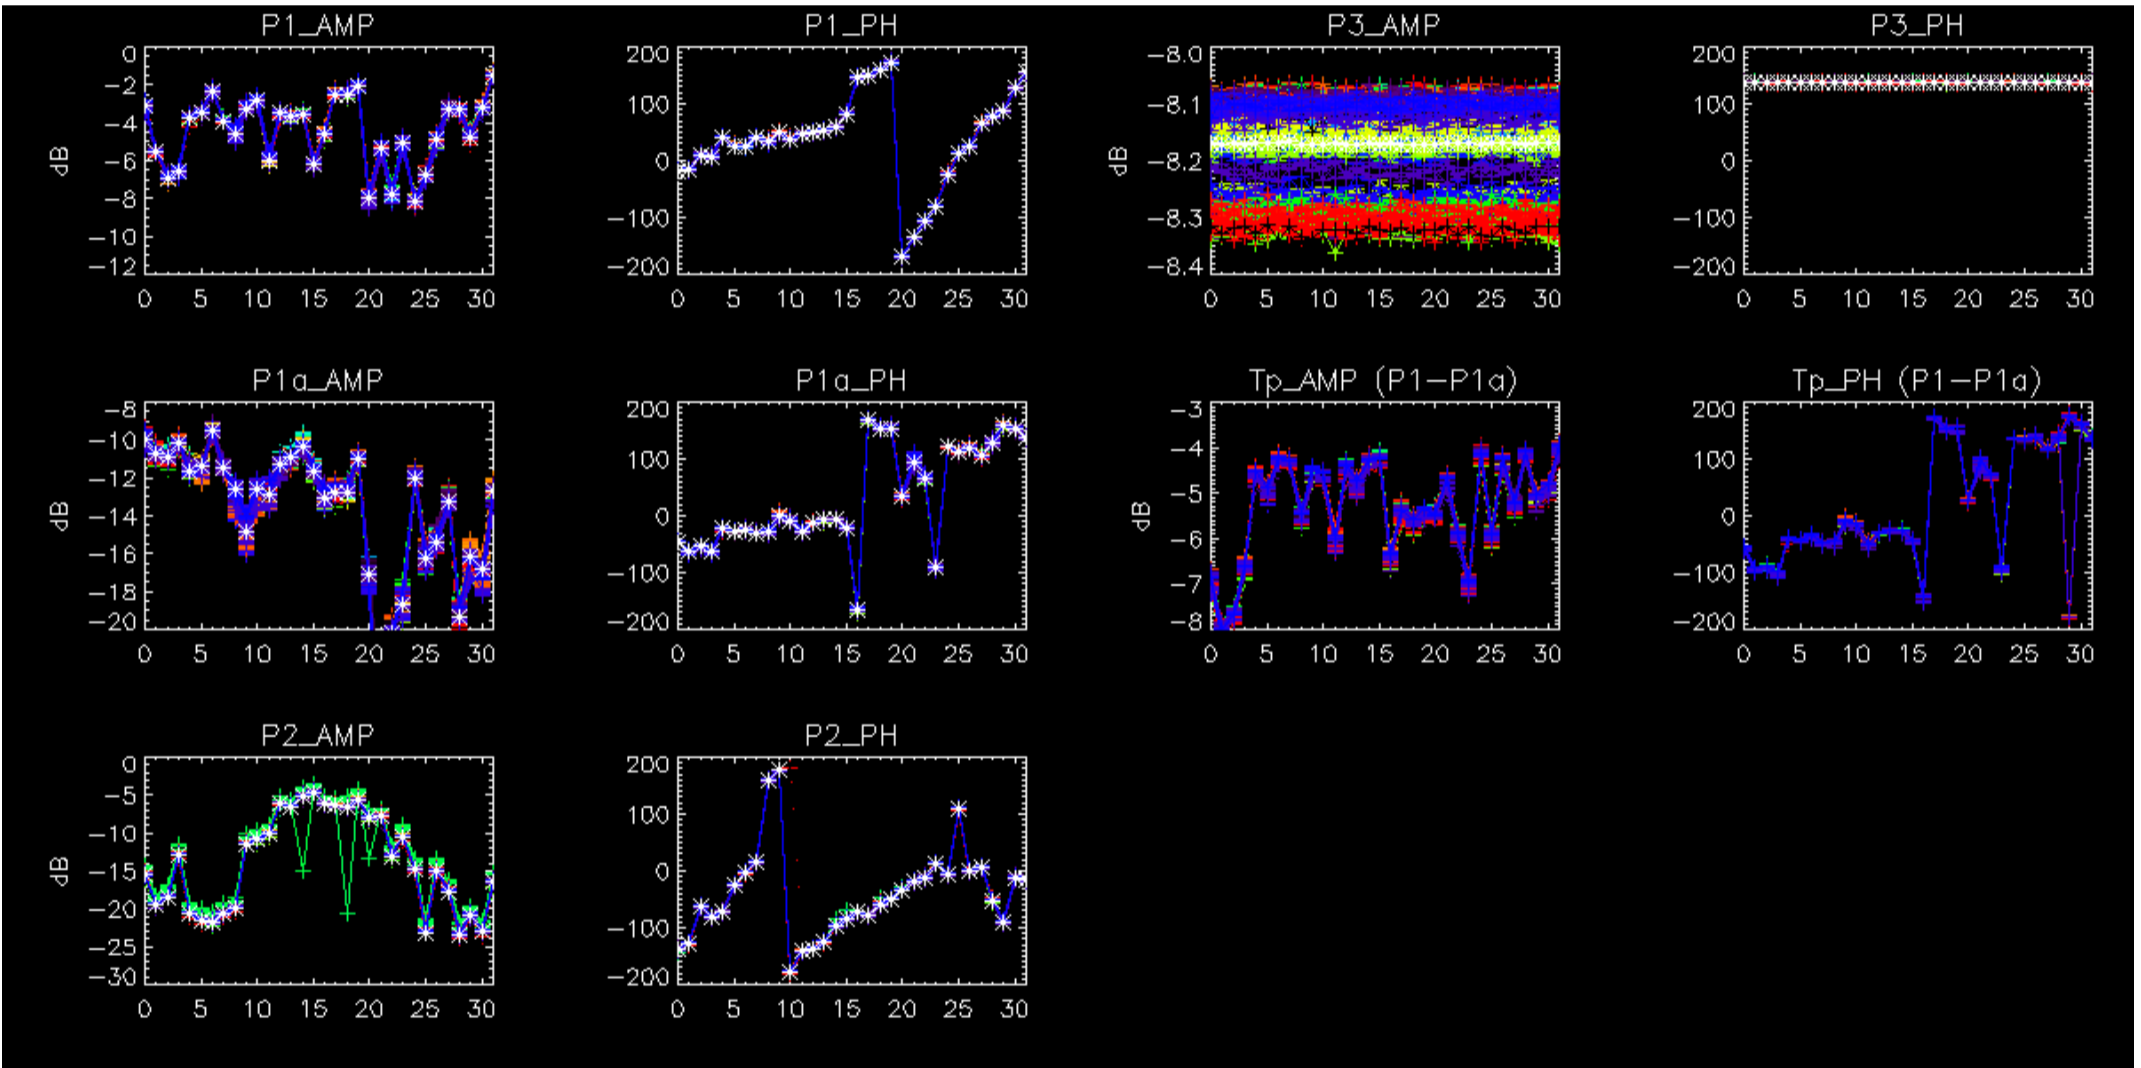 P1_AMP
P1_PH
P3_AMP
P3_PH
0
-2
-4
-6
-8
-10
-12
dB
0 5 10 15 20 25 30
200
100
0
-100
-200
0 5 10 15 20 25 30
-8.0
-8.1
-8.2
-8.3
-8.4
dB
0 5 10 15 20 25 30
200
100
0
-100
-200
0 5 10 15 20 25 30
P1a_AMP
P1a_PH
Tp_AMP (P1-P1a)
Tp_PH (P1-P1a)
-8
-10
-12
-14
-16
-18
-20
dB
0 5 10 15 20 25 30
200
100
0
-100
-200
0 5 10 15 20 25 30
-3
-4
-5
-6
-7
-8
dB
0 5 10 15 20 25 30
200
100
0
-100
-200
0 5 10 15 20 25 30
P2_AMP
P2_PH
0
-5
-10
-15
-20
-25
-30
dB
0 5 10 15 20 25 30
200
100
0
-100
-200
0 5 10 15 20 25 30